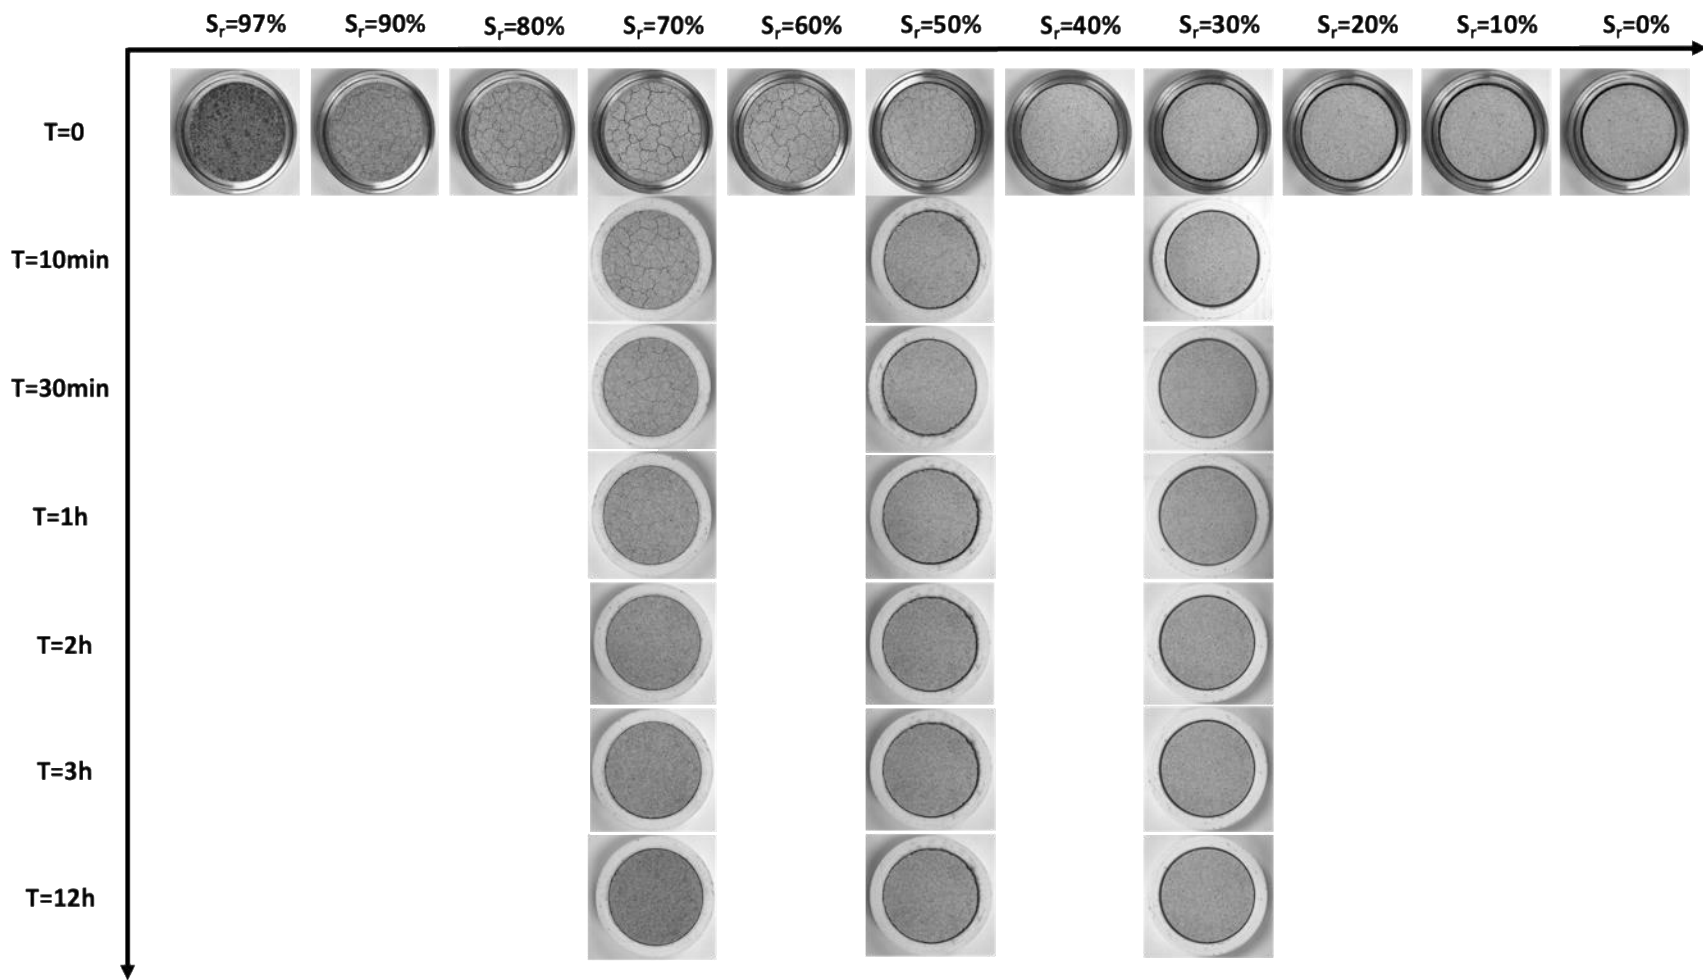 Sr=97% Sr=90% Sr=80% Sr=70% Sr=60% Sr=50% Sr=40% Sr=30% Sr=20% Sr=10% Sr=0%
T=0
T=10min
T=30min
T=1h
T=2h
T=3h
T=12h